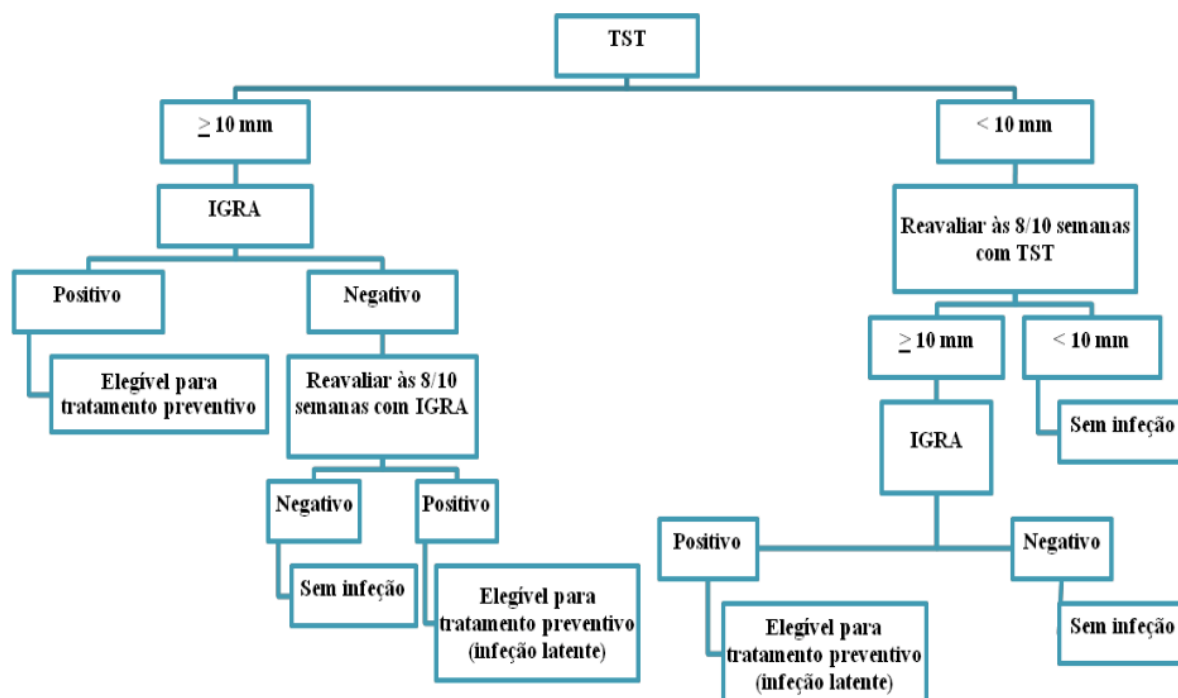 TST
≥ 10 mm
< 10 mm
IGRA
Reavaliar às 8/10 semanas
com TST
Positivo
Negativo
≥ 10 mm
< 10 mm
Elegível para
tratamento preventivo
Reavaliar às 8/10
semanas com IGRA
IGRA
Sem infeção
Negativo
Positivo
Positivo
Negativo
Sem infeção
Elegível para
tratamento preventivo
(infeção latente)
Elegível para
tratamento preventivo
(infeção latente)
Sem infeção